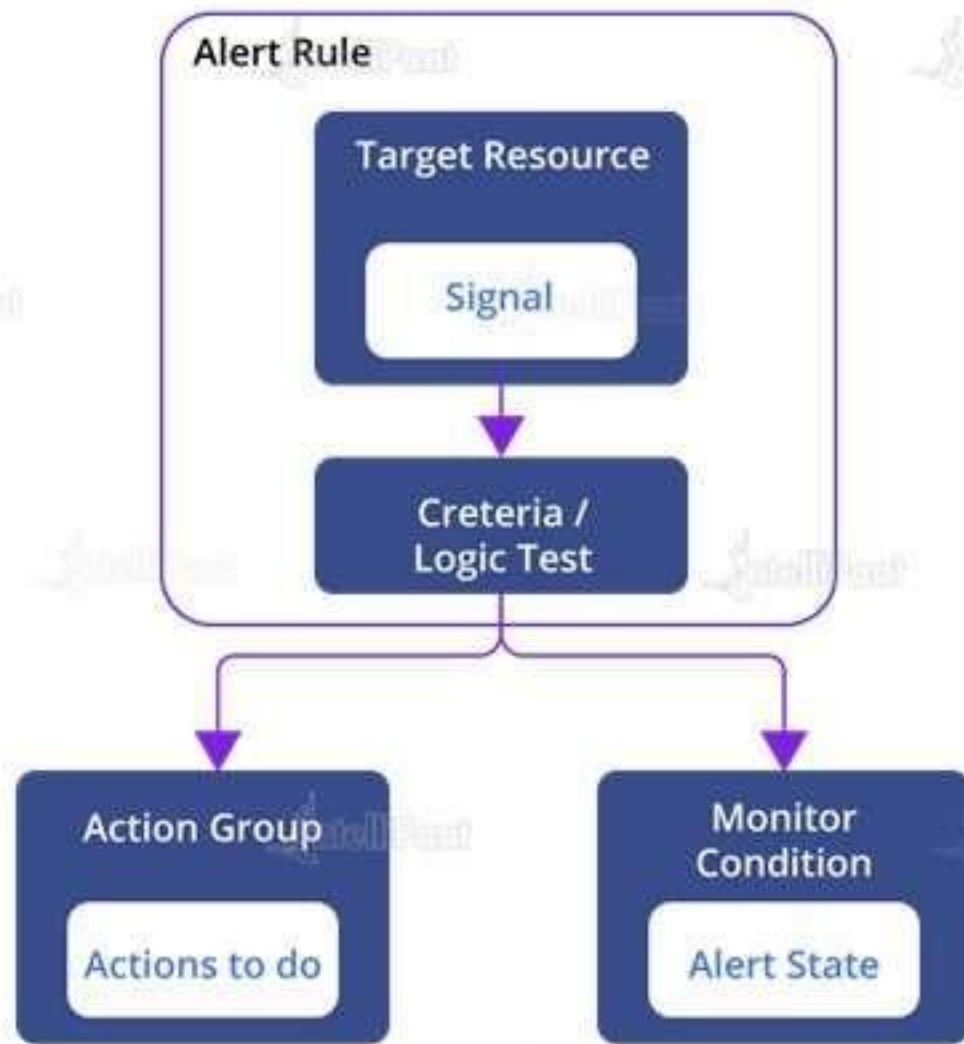 Alert Rule
Target Resource
Signal
Creteria /
Logic Test
Action Group
Actions to do
Monitor
Condition
Alert State